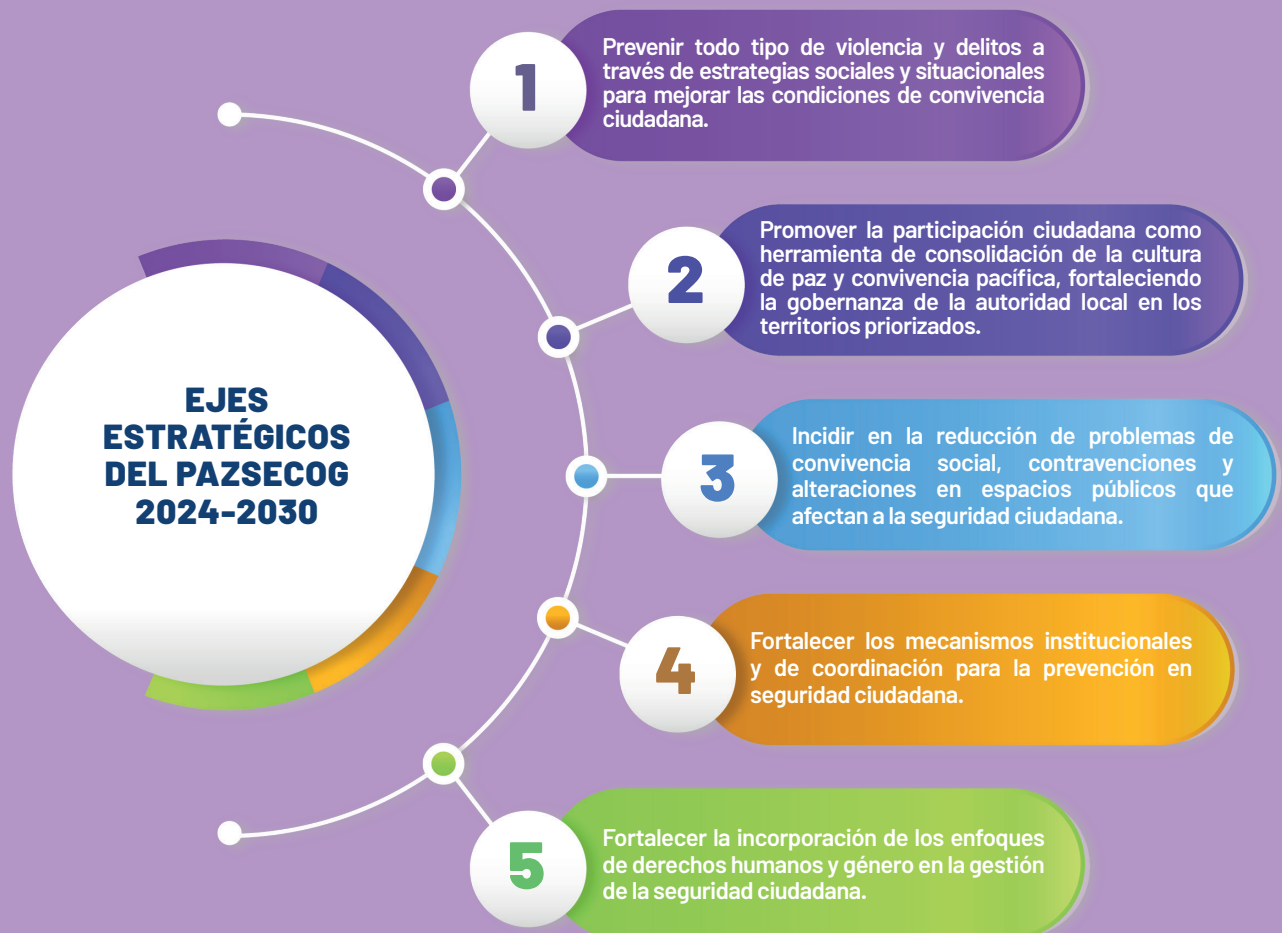 EJES
ESTRATÉGICOS
DEL PAZSECOG
2024-2030
1
Prevenir todo tipo de violencia y delitos a
través de estrategias sociales y situacionales
para mejorar las condiciones de convivencia
ciudadana.
2
Promover la participación ciudadana como
herramienta de consolidación de la cultura
de paz y convivencia pacífica, fortaleciendo
la gobernanza de la autoridad local en los
territorios priorizados.
3
Incidir en la reducción de problemas de
convivencia social, contravenciones y
alteraciones en espacios públicos que
afectan a la seguridad ciudadana.
4
Fortalecer los mecanismos institucionales
y de coordinación para la prevención en
seguridad ciudadana.
5
Fortalecer la incorporación de los enfoques
de derechos humanos y género en la gestión
de la seguridad ciudadana.